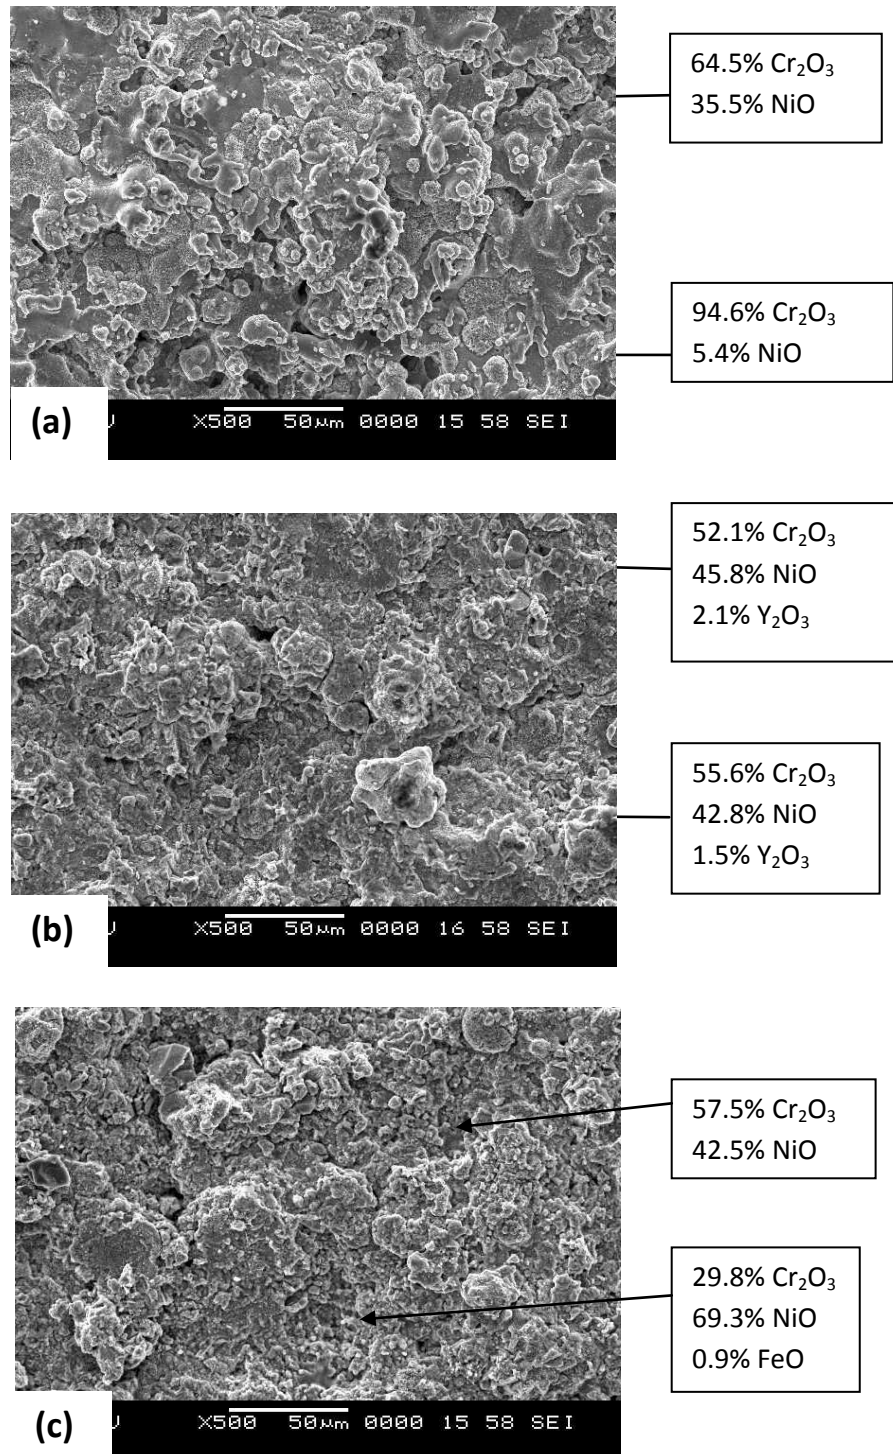 64.5% Cr₂O₃
35.5% NiO
94.6% Cr₂O₃
5.4% NiO
(a)
X500 50μm 0000 15 58 SEI
52.1% Cr₂O₃
45.8% NiO
2.1% Y₂O₃
55.6% Cr₂O₃
42.8% NiO
1.5% Y₂O₃
(b)
X500 50μm 0000 16 58 SEI
57.5% Cr₂O₃
42.5% NiO
29.8% Cr₂O₃
69.3% NiO
0.9% FeO
(c)
X500 50μm 0000 15 58 SEI